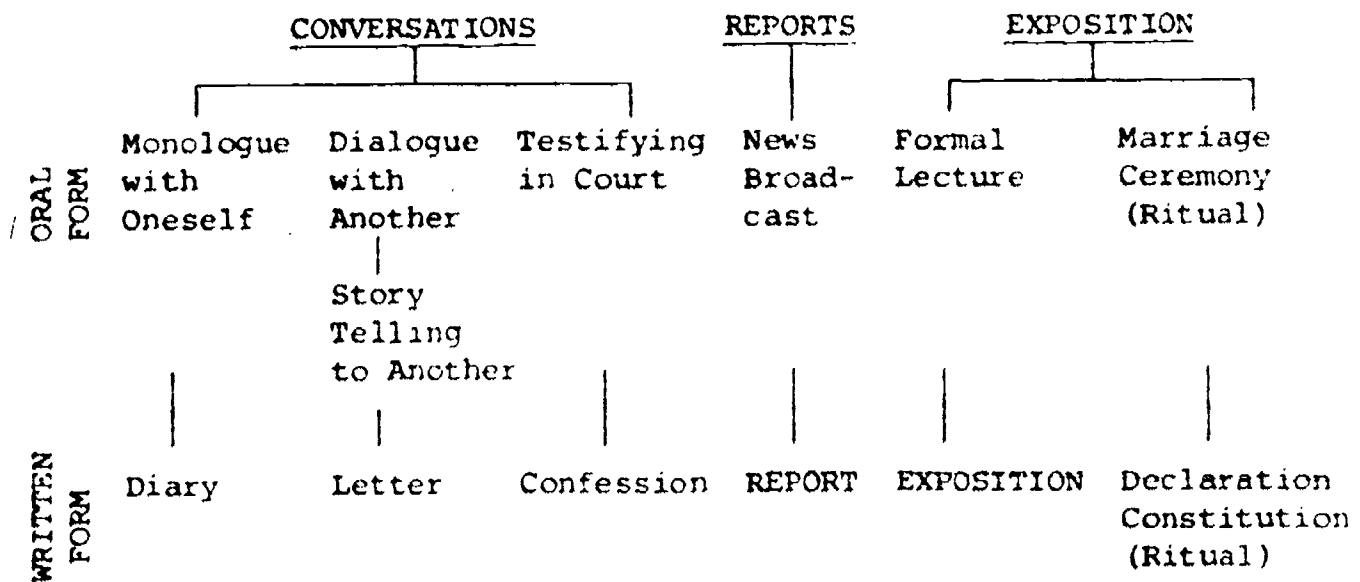 CONVERSATIONS REPORTS EXPOSITION
ORAL FORM
Monologue with Oneself
Dialogue with Another
Testifying in Court
News Broad-cast
Formal Lecture
Marriage Ceremony (Ritual)
Story Telling to Another
WRITTEN FORM
Diary
Letter
Confession
REPORT
EXPOSITION
Declaration Constitution (Ritual)